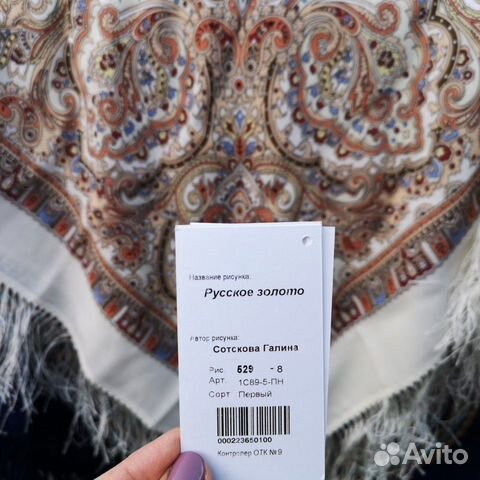 Название рисунка:
Русское золото
Автор рисунка:
Сотскова Галина
Рис. 529 - 8
Арт. 1С89-5-ПН
Сорт Первый
000223650100
Контролер ОТК №9
Avito